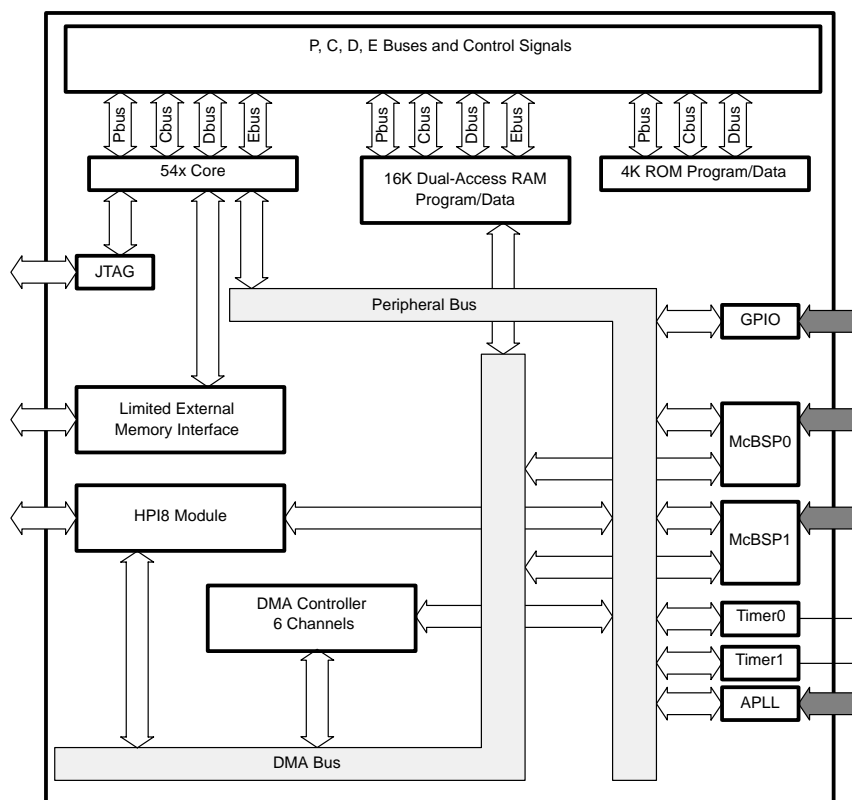 P, C, D, E Buses and Control Signals
Pbus
Cbus
Dbus
Ebus
Pbus
Cbus
Dbus
Ebus
Pbus
Cbus
Dbus
54x Core
16K Dual-Access RAM
Program/Data
4K ROM Program/Data
JTAG
Peripheral Bus
GPIO
Limited External
Memory Interface
McBSP0
HPI8 Module
McBSP1
DMA Controller
6 Channels
Timer0
Timer1
APLL
DMA Bus